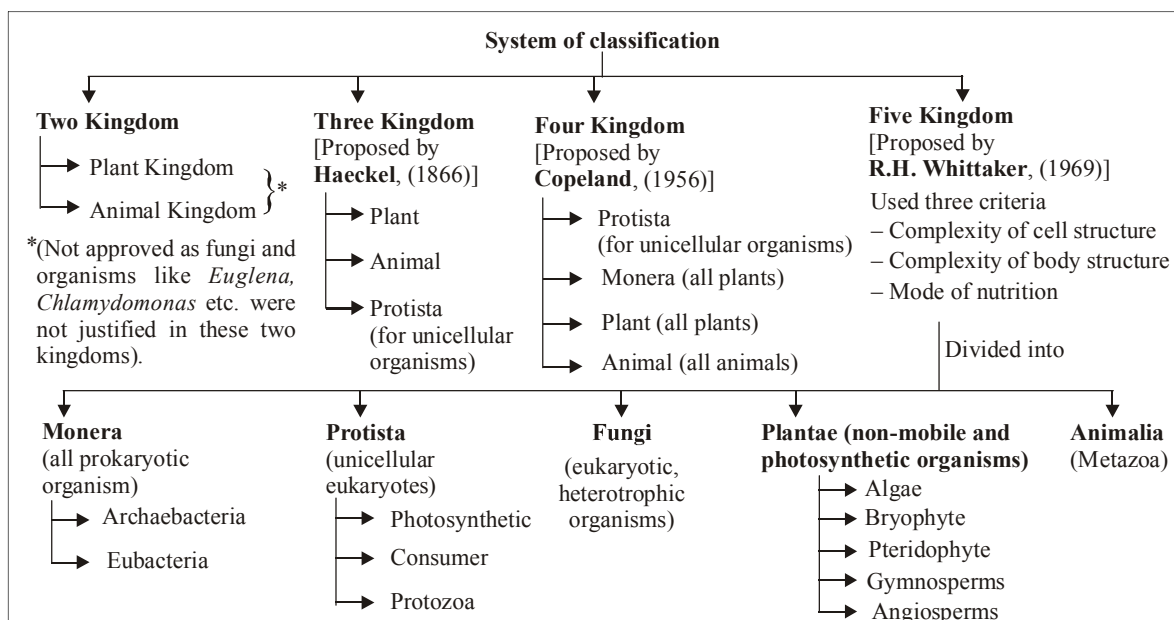 System of classification
Two Kingdom
Plant Kingdom
Animal Kingdom
*
*(Not approved as fungi and
organisms like Euglena,
Chlamydomonas etc. were
not justified in these two
kingdoms).
Three Kingdom
[Proposed by
Haeckel, (1866)]
Plant
Animal
Protista
(for unicellular
organisms)
Four Kingdom
[Proposed by
Copeland, (1956)]
Protista
(for unicellular organisms)
Monera (all plants)
Plant (all plants)
Animal (all animals)
Five Kingdom
[Proposed by
R.H. Whittaker, (1969)]
Used three criteria
– Complexity of cell structure
– Complexity of body structure
– Mode of nutrition
Divided into
Monera
(all prokaryotic
organism)
Archaebacteria
Eubacteria
Protista
(unicellular
eukaryotes)
Photosynthetic
Consumer
Protozoa
Fungi
(eukaryotic,
heterotrophic
organisms)
Plantae (non-mobile and
photosynthetic organisms)
Algae
Bryophyte
Pteridophyte
Gymnosperms
Angiosperms
Animalia
(Metazoa)